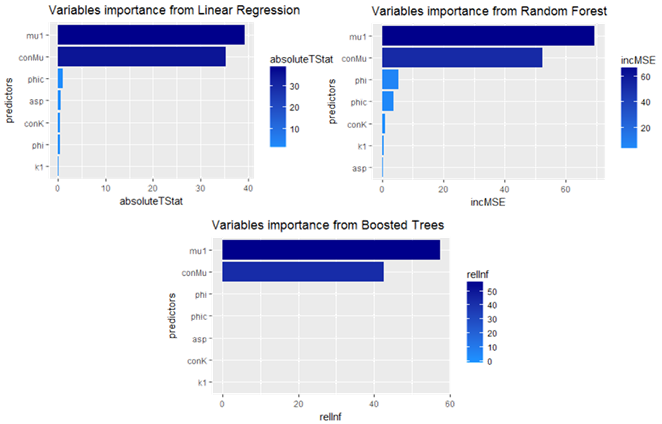 Variables importance from Linear Regression
mu1
conMu
phic
asp
conK
phi
k1
predictors
0 10 20 30 40
absoluteTStat
absoluteTStat
30
20
10
Variables importance from Random Forest
mu1
conMu
phi
phic
conK
k1
asp
predictors
0 20 40 60
incMSE
incMSE
60
40
20
Variables importance from Boosted Trees
mu1
conMu
phi
phic
asp
conK
k1
predictors
0 20 40 60
relInf
relInf
50
40
30
20
10
0